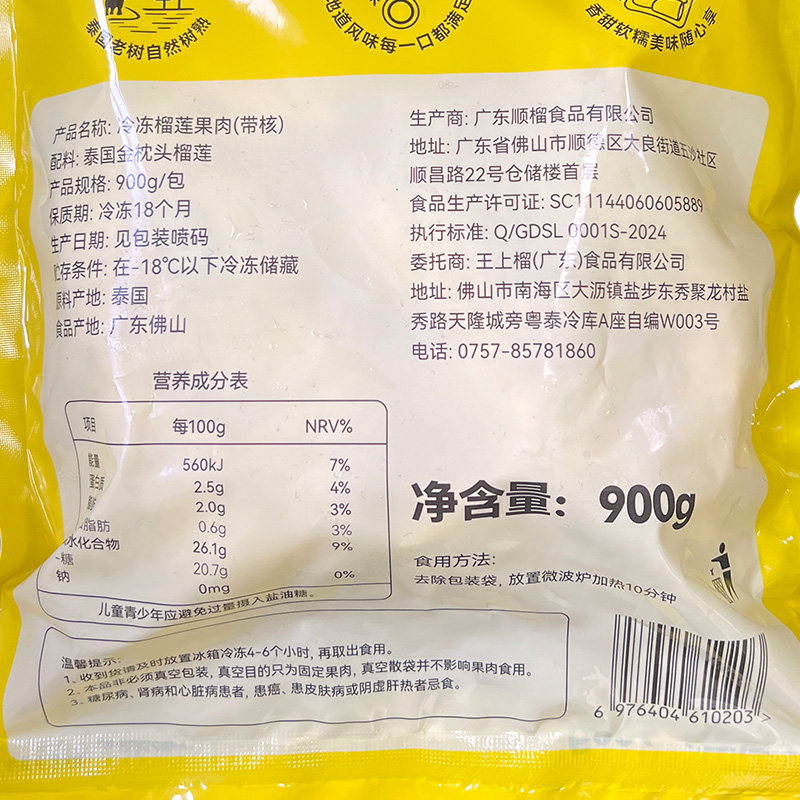 泰国老树自然树熟
地道风味每一口都满足
香甜软糯美味随心享
产品名称: 冷冻榴莲果肉(带核)
配料: 泰国金枕头榴莲
产品规格: 900g/包
保质期: 冷冻18个月
生产日期: 见包装喷码
贮存条件: 在-18℃以下冷冻储藏
原料产地: 泰国
食品产地: 广东佛山
生产商: 广东顺榴食品有限公司
地址: 广东省佛山市顺德区大良街道五沙社区
顺昌路22号仓储楼首层
食品生产许可证: SC11144060605889
执行标准: Q/GDSL 0001S-2024
委托商: 王上榴(广东)食品有限公司
地址: 佛山市南海区大沥镇盐步东秀聚龙村盐
秀路天隆城旁粤泰冷库A座自编W003号
电话: 0757-85781860
营养成分表
项目 每100g NRV%
能量 560kJ 7%
蛋白质 2.5g 4%
脂肪 2.0g 3%
脂肪 0.6g 3%
水化合物 26.1g 9%
-糖 20.7g
钠 0mg 0%
儿童青少年应避免过量摄入盐油糖。
净含量: 900g
食用方法:
去除包装袋, 放置微波炉加热10分钟
温馨提示:
1、收到货请及时放置冰箱冷冻4-6个小时, 再取出食用。
2、本品非必须真空包装, 真空目的只为固定果肉, 真空散袋并不影响果肉食用。
3、糖尿病、肾病和心脏病患者, 患癌、患皮肤病或阴虚肝热者忌食。
6 976404 610203 >